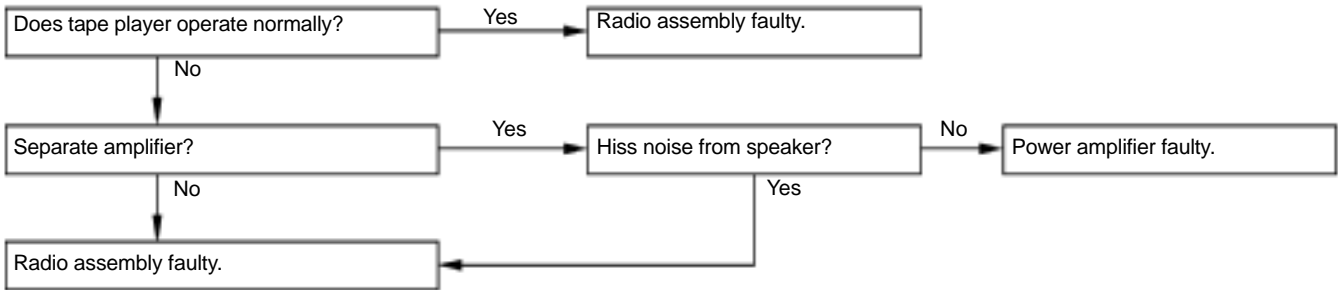 Does tape player operate normally?
Yes
Radio assembly faulty.
No
Separate amplifier?
Yes
Hiss noise from speaker?
No
Power amplifier faulty.
No
Yes
Radio assembly faulty.